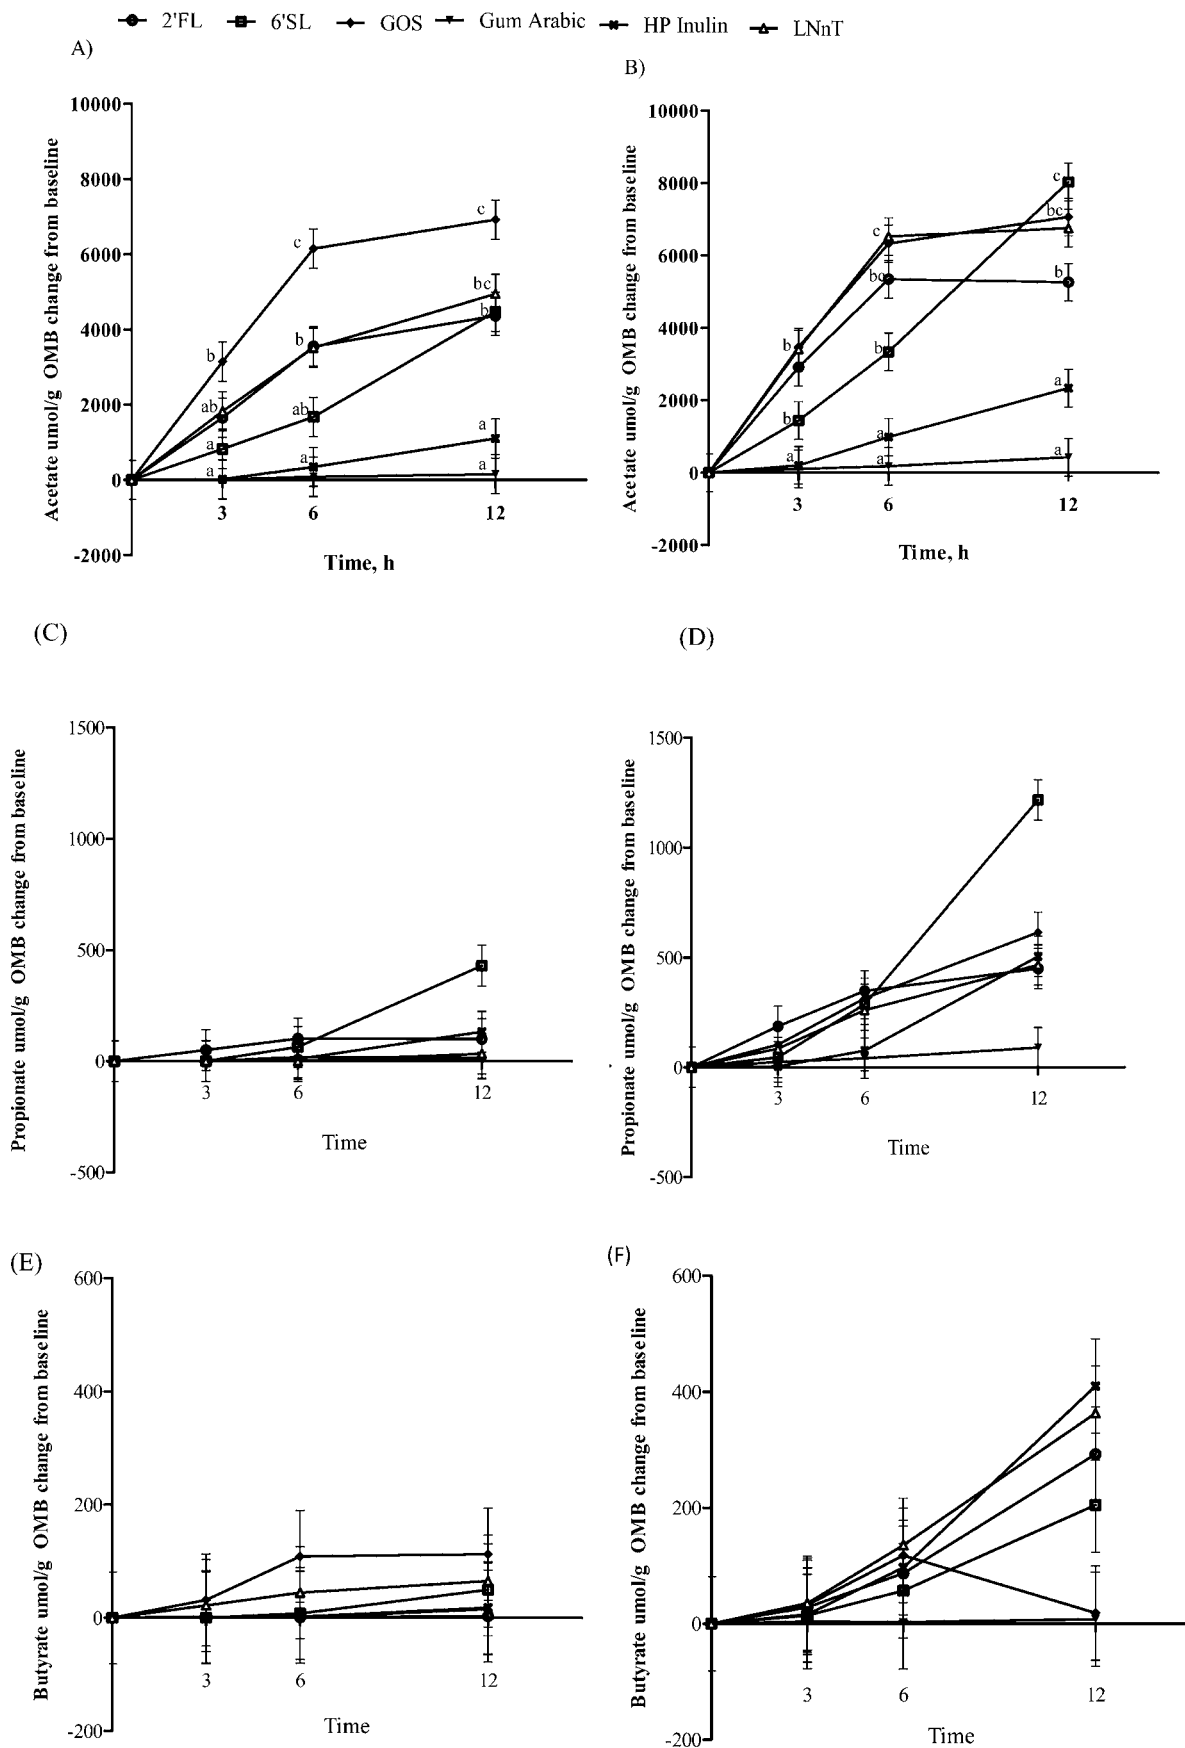 2'FL 6'SL GOS Gum Arabic HP Inulin LNnT
A)
Acetate umol/g OMB change from baseline
10000
8000
6000
4000
2000
0
-2000
b
ab
a
a
c
b
ab
a
c
bc
b
a
a
3 6 12
Time, h
B)
Acetate umol/g OMB change from baseline
10000
8000
6000
4000
2000
0
-2000
b
b
a
c
bc
b
a
a
c
bc
b
a
a
3 6 12
Time, h
(C)
Propionate umol/g OMB change from baseline
1500
1000
500
0
-500
3 6 12
Time
(D)
Propionate umol/g OMB change from baseline
1500
1000
500
0
-500
3 6 12
Time
(E)
Butyrate umol/g OMB change from baseline
600
400
200
0
-200
3 6 12
Time
(F)
Butyrate umol/g OMB change from baseline
600
400
200
0
-200
3 6 12
Time